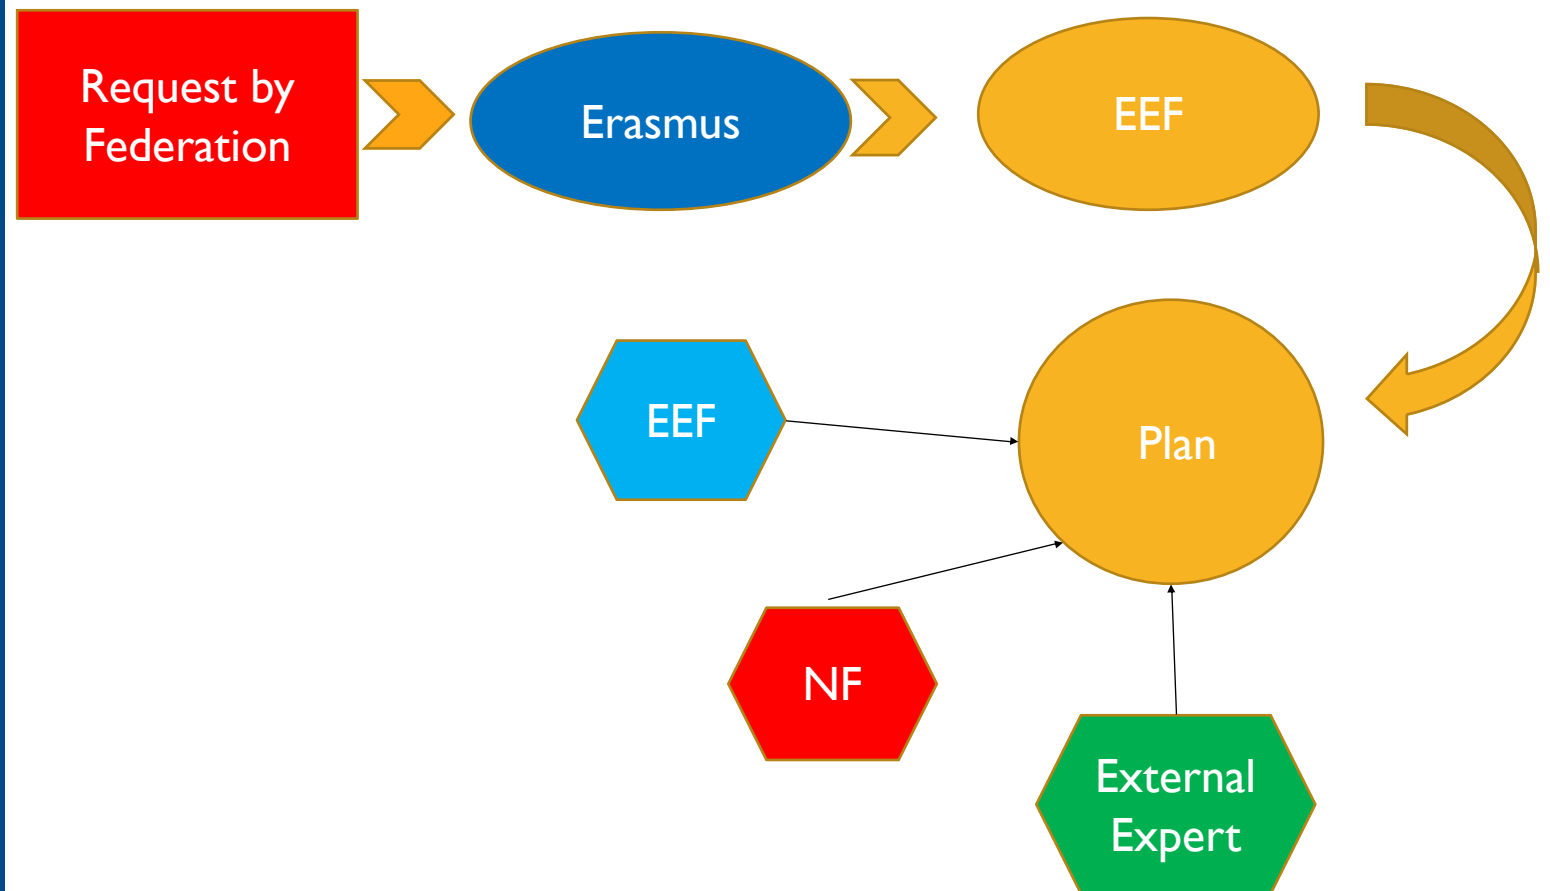 Request by
Federation
Erasmus
EEF
EEF
Plan
NF
External
Expert